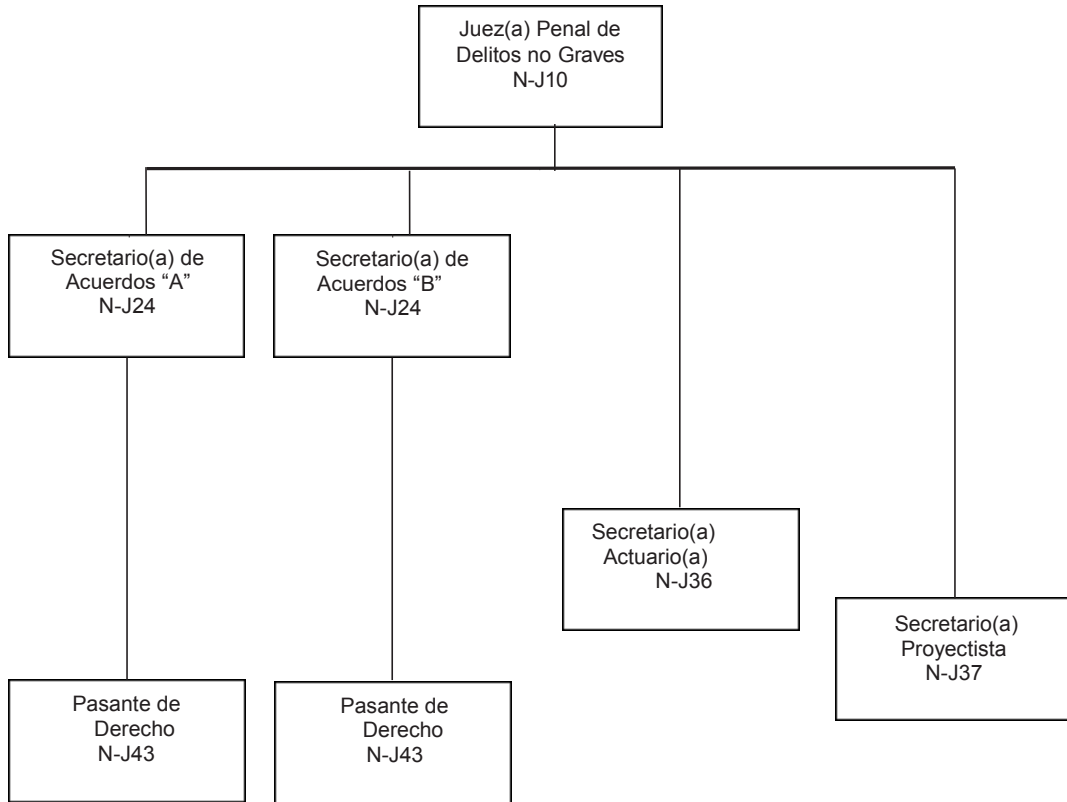 Juez(a) Penal de
Delitos no Graves
N-J10
Secretario(a) de
Acuerdos “A”
N-J24
Secretario(a) de
Acuerdos “B”
N-J24
Secretario(a)
Actuario(a)
N-J36
Secretario(a)
Proyectista
N-J37
Pasante de
Derecho
N-J43
Pasante de
Derecho
N-J43